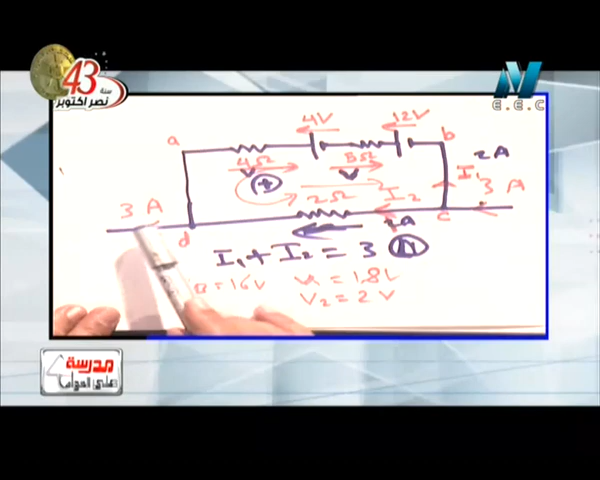 43
سنة
نصر اكتوبر
E.E.C
4V
12V
a
b
4Ω
8Ω
2A
I₁
3 A
2Ω
I₂
3 A
d
2A
c
I₁ + I₂ = 3
= 16 V
V₁ = 1.8V
V₂ = 2 V
مدرسة
على الهواء